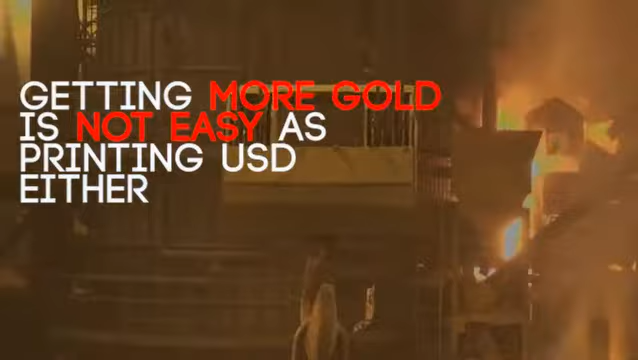 GETTING MORE GOLD
IS NOT EASY AS
PRINTING USD
EITHER